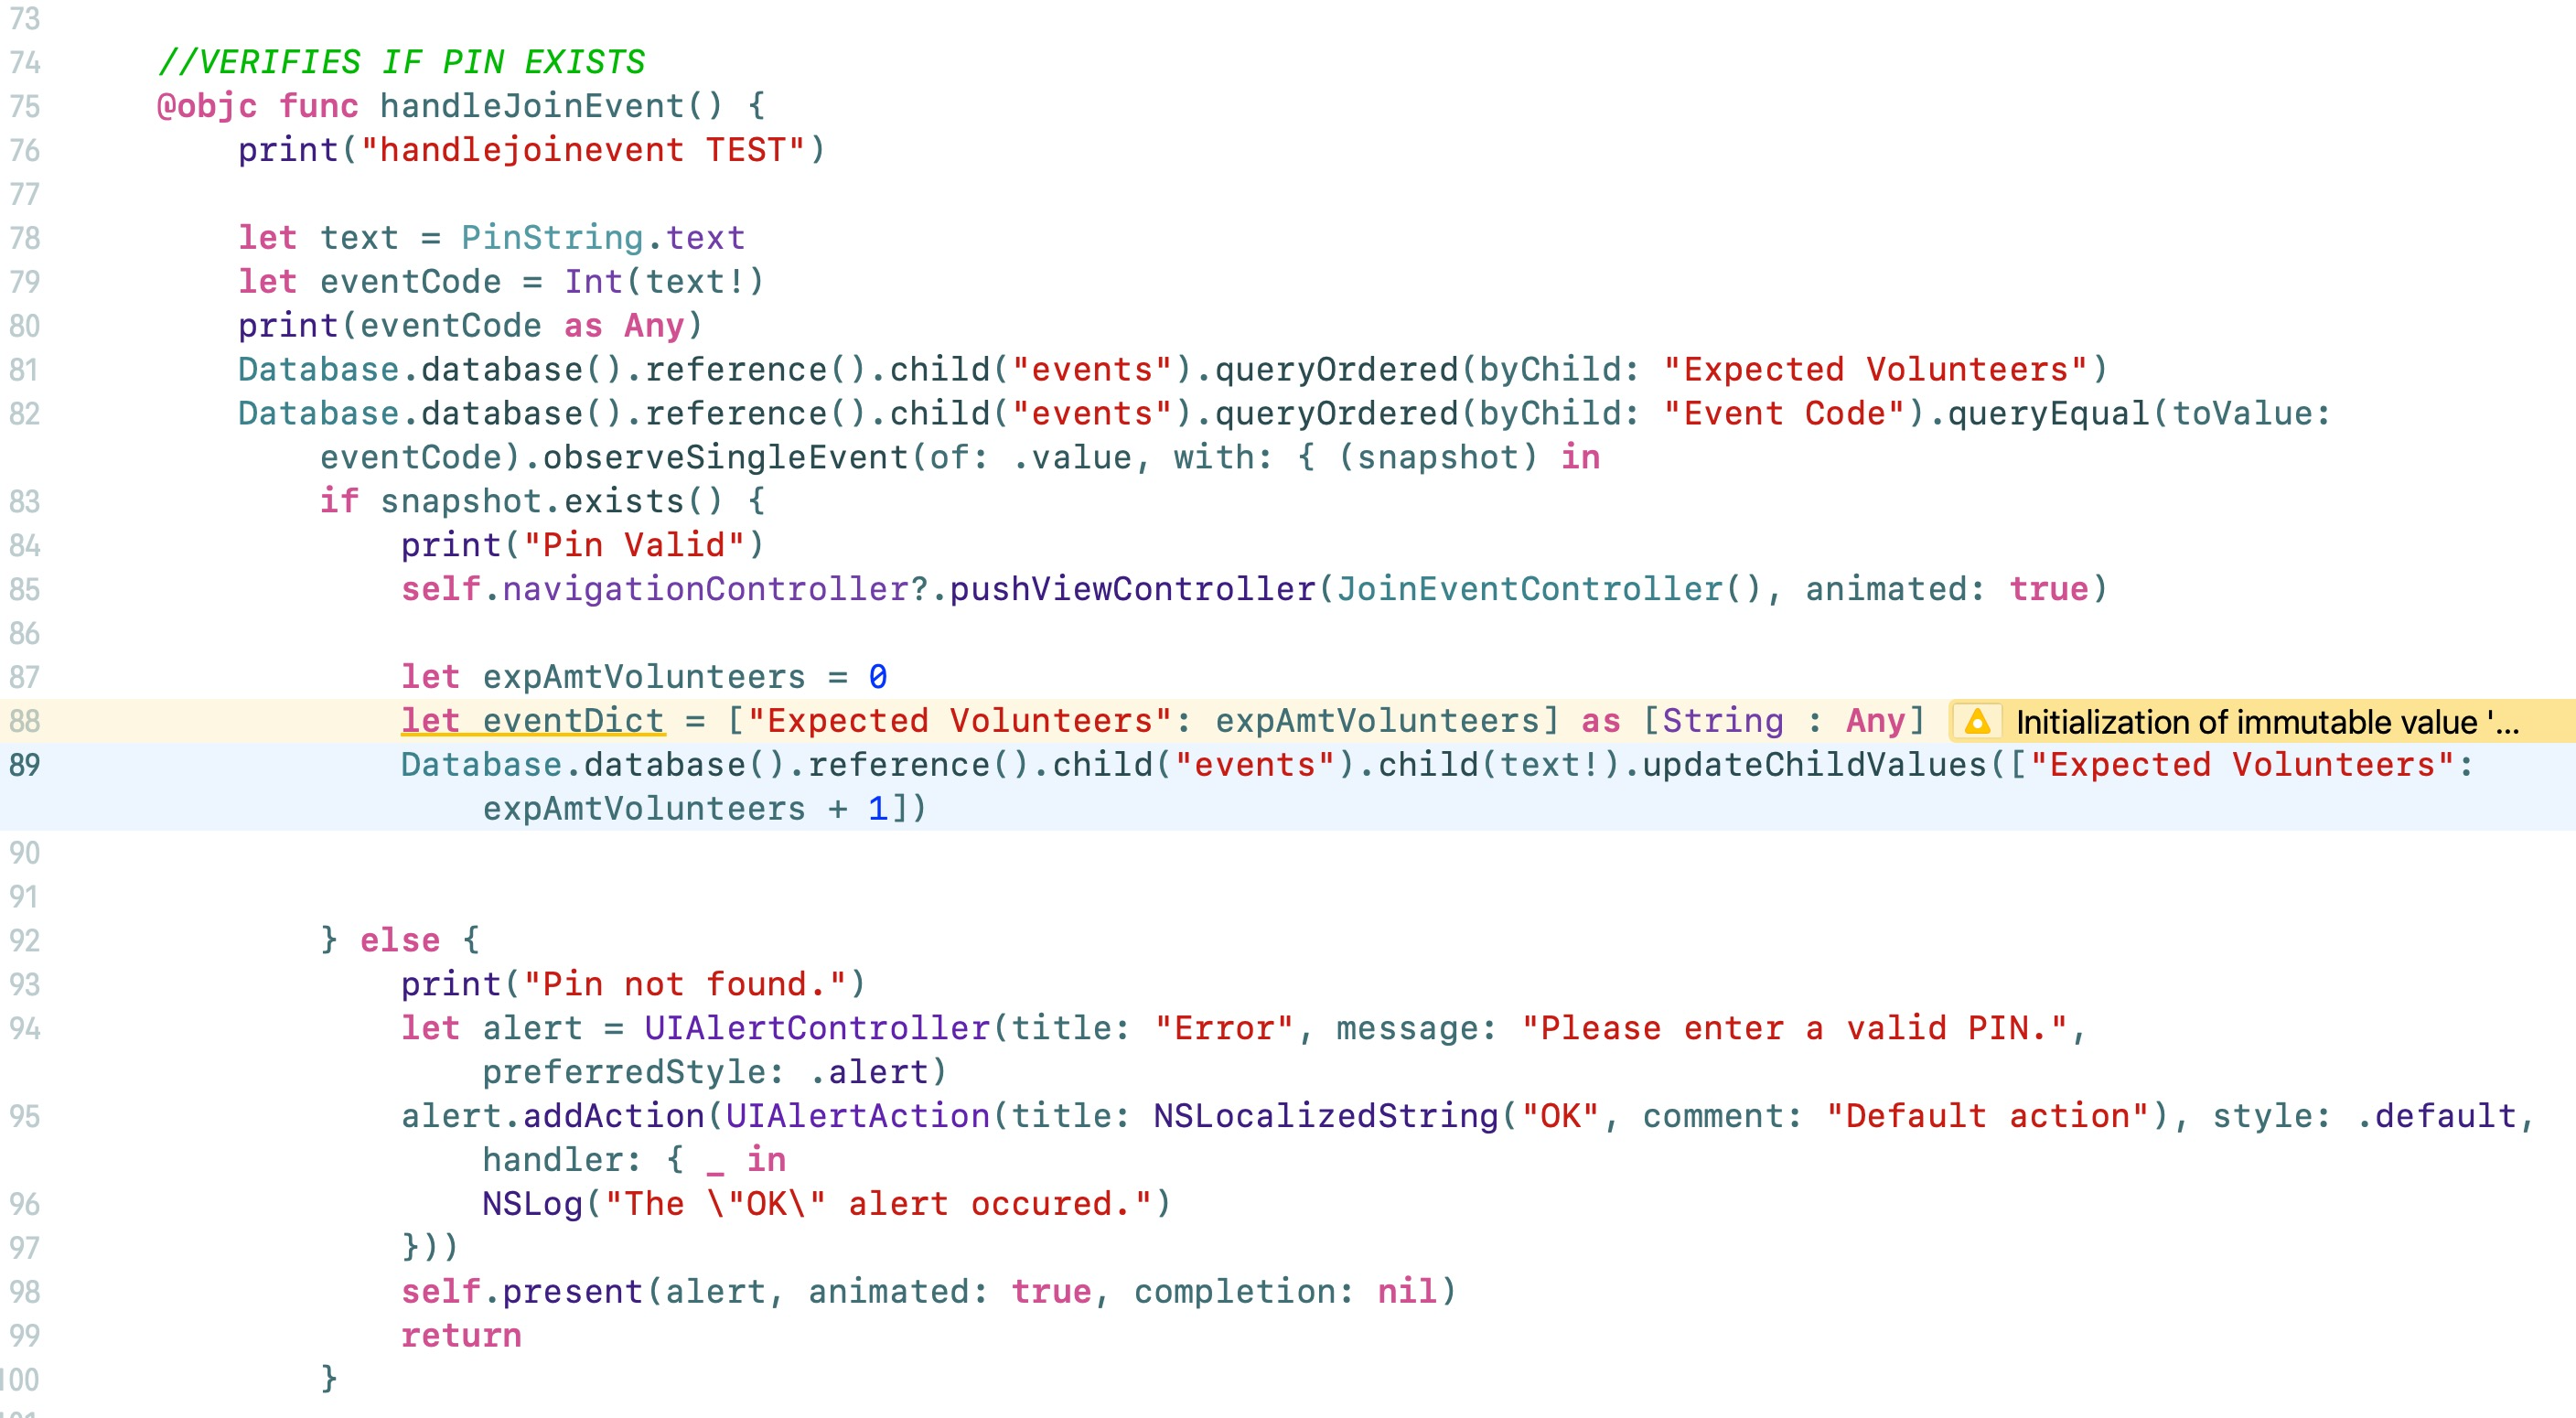 73
74 //VERIFIES IF PIN EXISTS
75 @objc func handleJoinEvent() {
76 print("handlejoinevent TEST")
77
78 let text = PinString.text
79 let eventCode = Int(text!)
80 print(eventCode as Any)
81 Database.database().reference().child("events").queryOrdered(byChild: "Expected Volunteers")
82 Database.database().reference().child("events").queryOrdered(byChild: "Event Code").queryEqual(toValue:
eventCode).observeSingleEvent(of: .value, with: { (snapshot) in
83 if snapshot.exists() {
84 print("Pin Valid")
85 self.navigationController?.pushViewController(JoinEventController(), animated: true)
86
87 let expAmtVolunteers = 0
88 let eventDict = ["Expected Volunteers": expAmtVolunteers] as [String : Any] Initialization of immutable value '...
89 Database.database().reference().child("events").child(text!).updateChildValues(["Expected Volunteers":
expAmtVolunteers + 1])
90
91
92 } else {
93 print("Pin not found.")
94 let alert = UIAlertController(title: "Error", message: "Please enter a valid PIN.",
preferredStyle: .alert)
95 alert.addAction(UIAlertAction(title: NSLocalizedString("OK", comment: "Default action"), style: .default,
handler: { _ in
96 NSLog("The \"OK\" alert occured.")
97 }))
98 self.present(alert, animated: true, completion: nil)
99 return
100 }